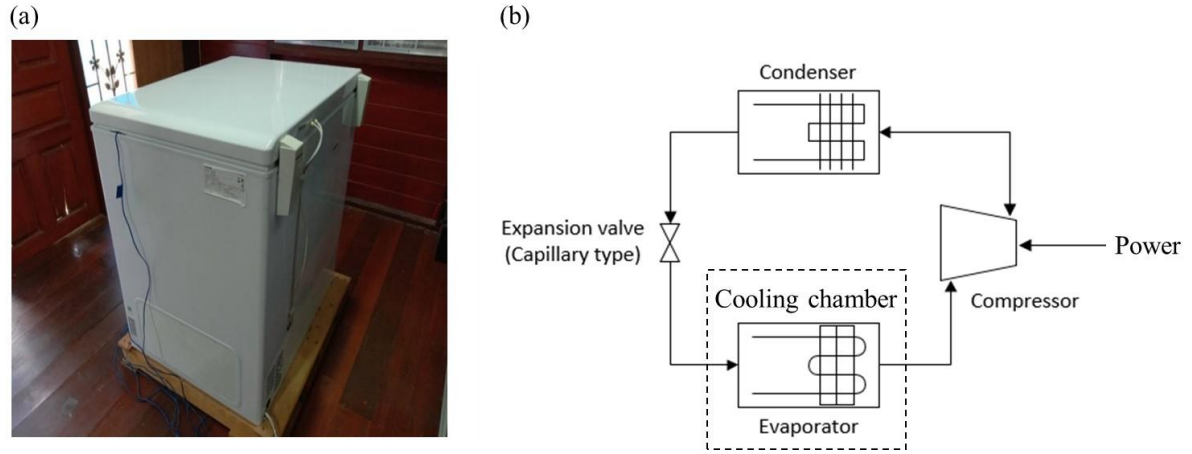 (a)
(b)
Condenser
Expansion valve
(Capillary type)
Power
Cooling chamber
Compressor
Evaporator